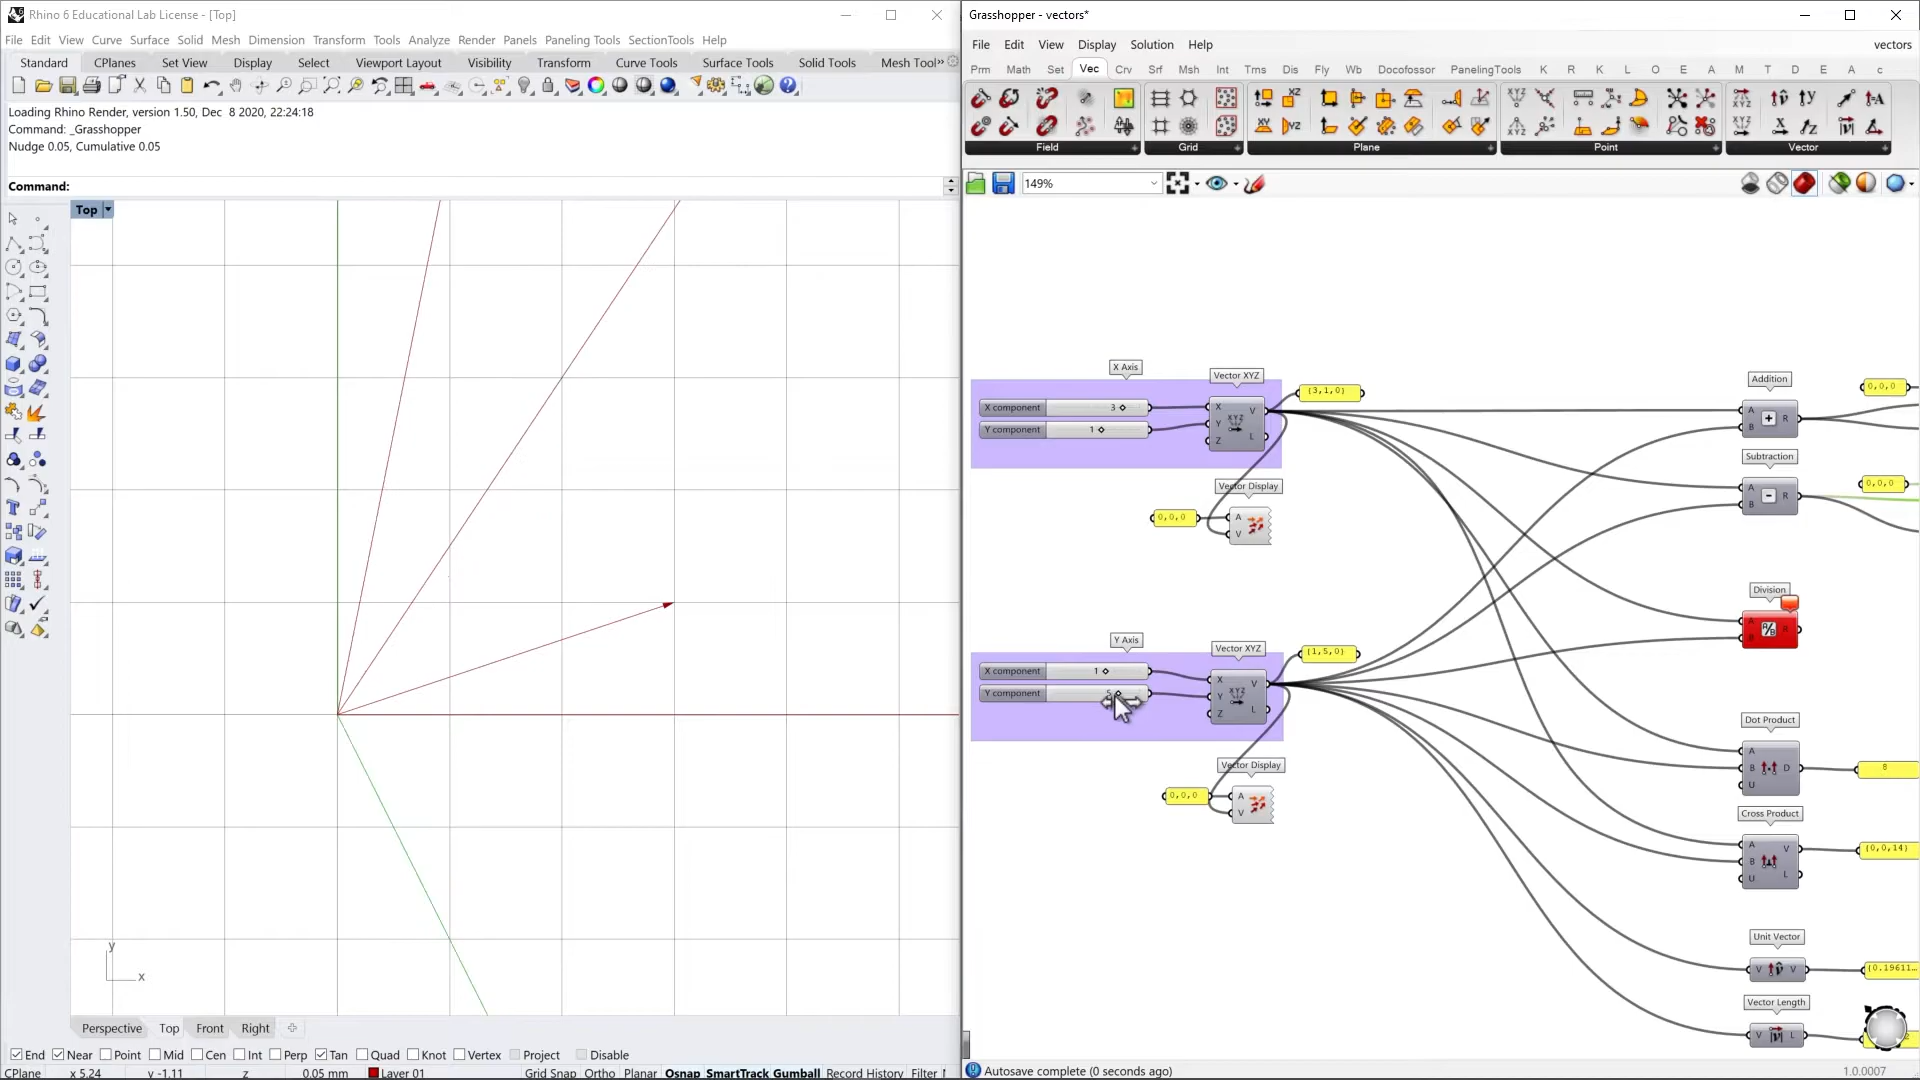 Rhino 6 Educational Lab License - [Top]
File Edit View Curve Surface Solid Mesh Dimension Transform Tools Analyze Render Panels Paneling Tools SectionTools Help
Standard CPlanes Set View Display Select Viewport Layout Visibility Transform Curve Tools Surface Tools Solid Tools Mesh Tool»
Loading Rhino Render, version 1.50, Dec 8 2020, 22:24:18
Command: _Grasshopper
Nudge 0.05, Cumulative 0.05
Command:
Top
y
x
Perspective Top Front Right
End Near Point Mid Cen Int Perp Tan Quad Knot Vertex Project Disable
CPlane x 5.24 y -1.11 z 0.05 mm Layer 01 Grid Snap Ortho Planar Osnap SmartTrack Gumball Record History Filter
Grasshopper - vectors*
File Edit View Display Solution Help vectors
Prm Math Set Vec Crv Srf Msh Int Trns Dis Fly Wb Docofossor PanelingTools K R K L O E A M T D E A c
Field Grid Plane Point Vector
149%
X Axis
Vector XYZ
{3,1,0}
X component 3
Y component 1
X Y Z V L
XYZ
Vector Display
0,0,0
A
V
Y Axis
Vector XYZ
{1,5,0}
X component 1
Y component 5
X Y Z V L
XYZ
Vector Display
0,0,0
A
V
Addition
0,0,0
A B R
Subtraction
0,0,0
A B R
Division
A/B
Dot Product
A B U D
8
Cross Product
A B U V L
{0,0,14}
Unit Vector
V V
{0.19611...
Vector Length
V L
Autosave complete (0 seconds ago)
1.0.0007